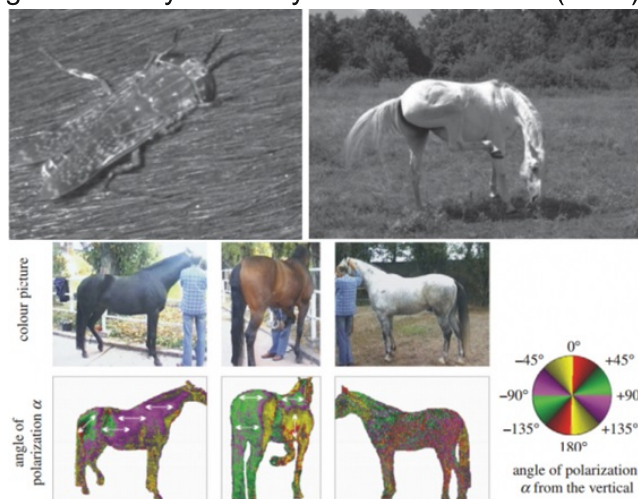 colour picture
angle of
polarization α
0°
−45°
+45°
−90°
+90
−135°
+135°
180°
angle of polarization
α from the vertical